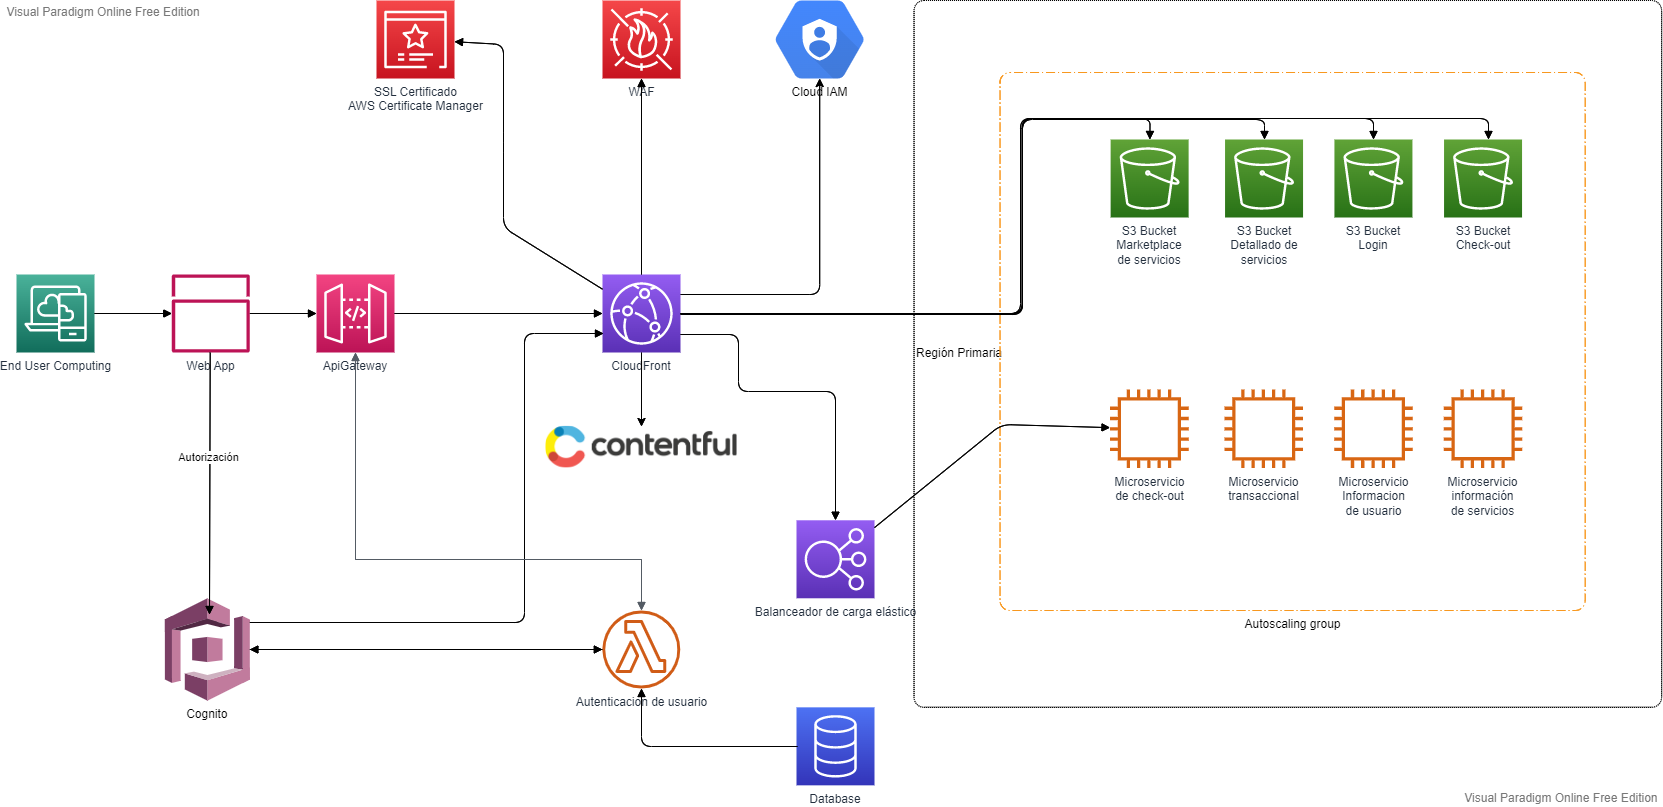 Visual Paradigm Online Free Edition
SSL Certificado
AWS Certificate Manager
WAF
Cloud IAM
S3 Bucket
Marketplace
de servicios
S3 Bucket
Detallado de
servicios
S3 Bucket
Login
S3 Bucket
Check-out
End User Computing
Web App
ApiGateway
</>
CloudFront
Región Primaria
contentful
Autorización
Microservicio
de check-out
Microservicio
transaccional
Microservicio
Informacion
de usuario
Microservicio
información
de servicios
Balanceador de carga elástico
Autoscaling group
Cognito
Autenticación de usuario
Database
Visual Paradigm Online Free Edition